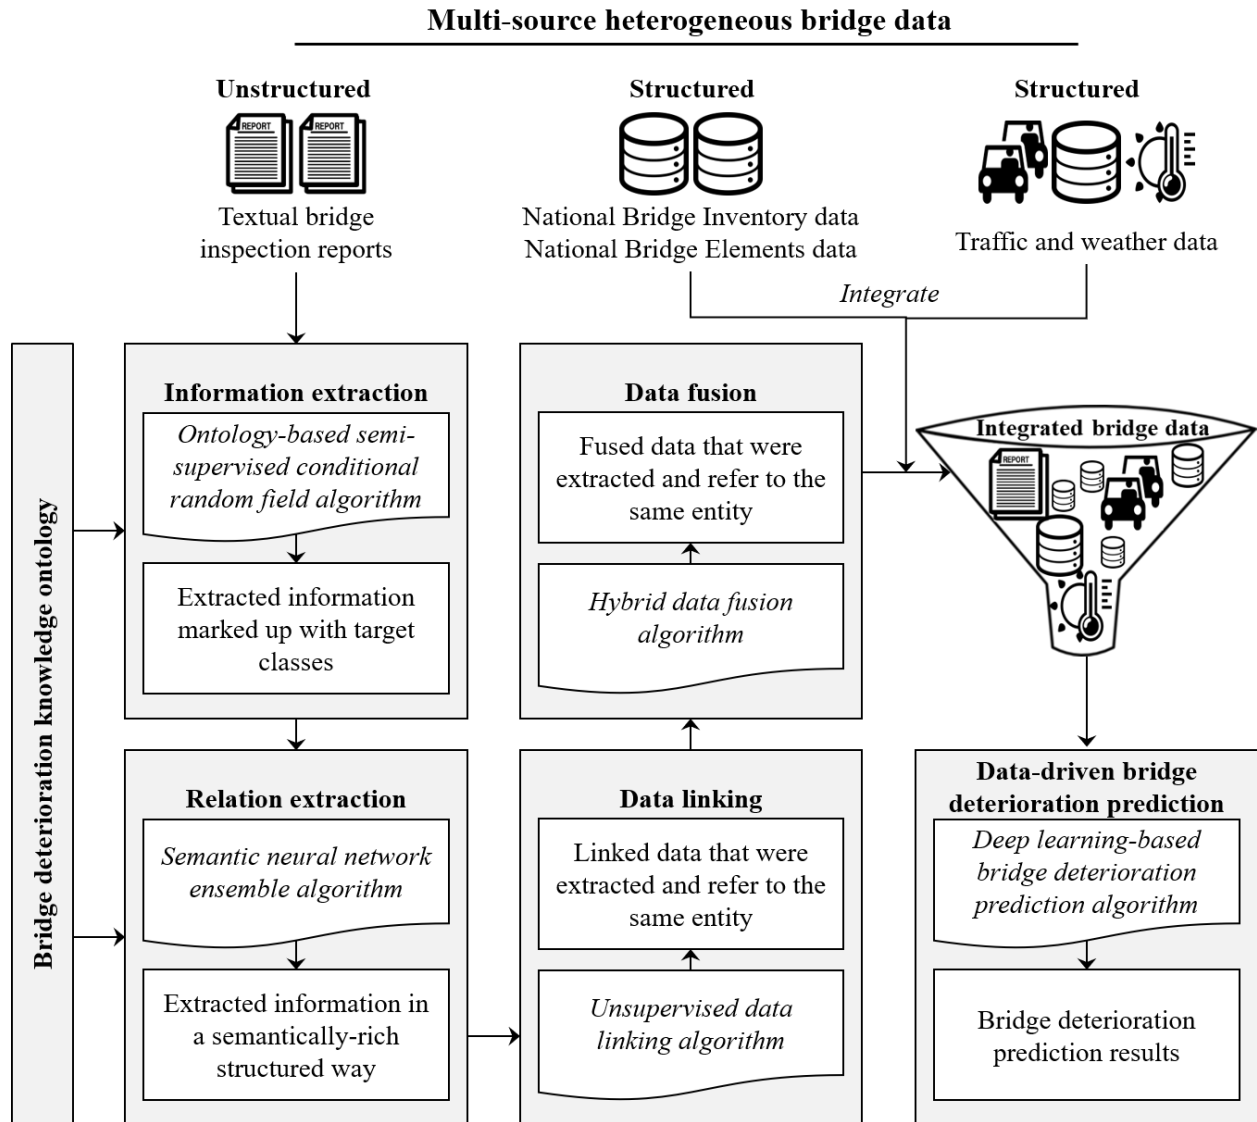 Multi-source heterogeneous bridge data
Unstructured
REPORT
REPORT
Textual bridge
inspection reports
Structured
National Bridge Inventory data
National Bridge Elements data
Structured
Traffic and weather data
Integrate
Bridge deterioration knowledge ontology
Information extraction
Ontology-based semi-
supervised conditional
random field algorithm
Extracted information
marked up with target
classes
Relation extraction
Semantic neural network
ensemble algorithm
Extracted information in
a semantically-rich
structured way
Data fusion
Fused data that were
extracted and refer to the
same entity
Hybrid data fusion
algorithm
Data linking
Linked data that were
extracted and refer to the
same entity
Unsupervised data
linking algorithm
Integrated bridge data
REPORT
Data-driven bridge
deterioration prediction
Deep learning-based
bridge deterioration
prediction algorithm
Bridge deterioration
prediction results